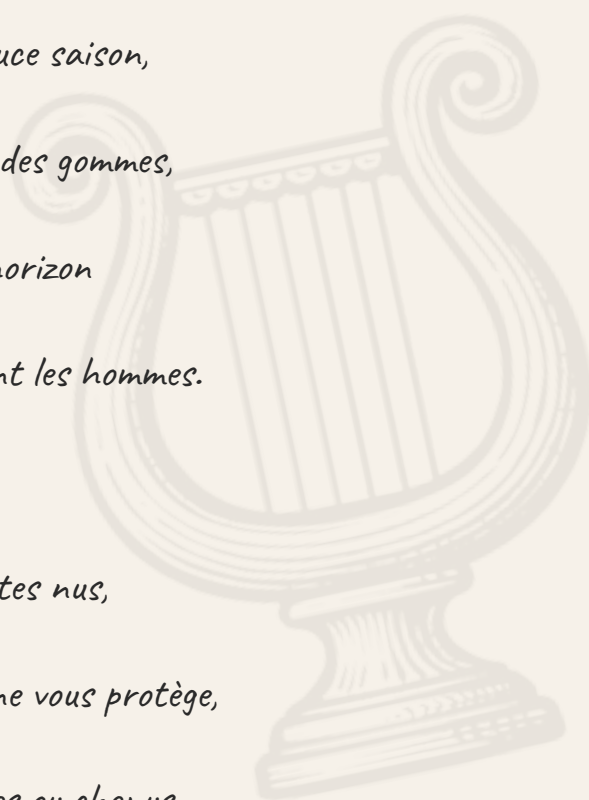 uce saison,
des gommes,
horizon
nt les hommes.
tes nus,
ne vous protège,